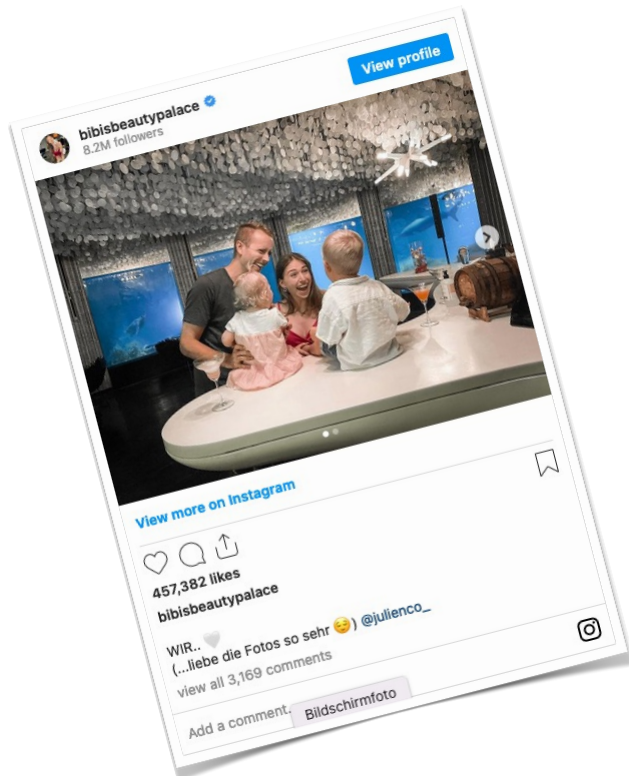 View profile
bibisbeautypalace
8.2M followers
View more on Instagram
457,382 likes
bibisbeautypalace
WIR.. 🤍
(...liebe die Fotos so sehr ☺️) @julienco_
view all 3,169 comments
Add a comment.
Bildschirmfoto